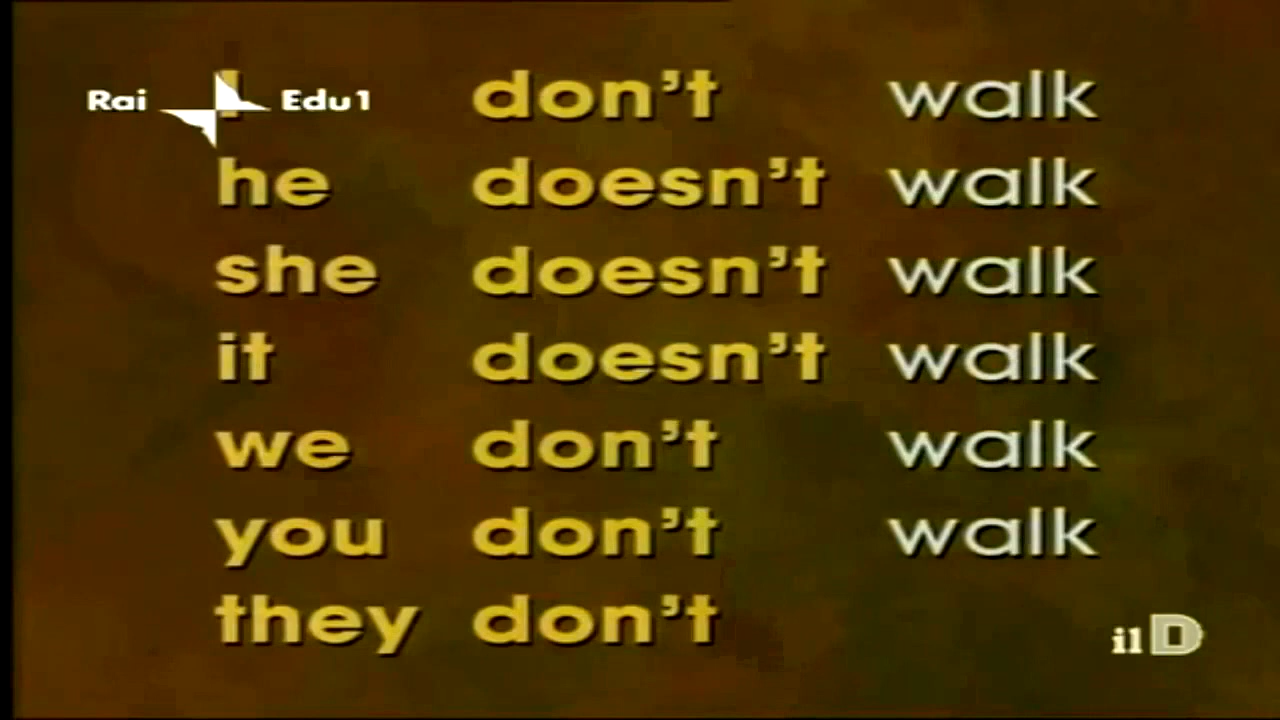 Rai Edu1
I don't walk
he doesn't walk
she doesn't walk
it doesn't walk
we don't walk
you don't walk
they don't
il D